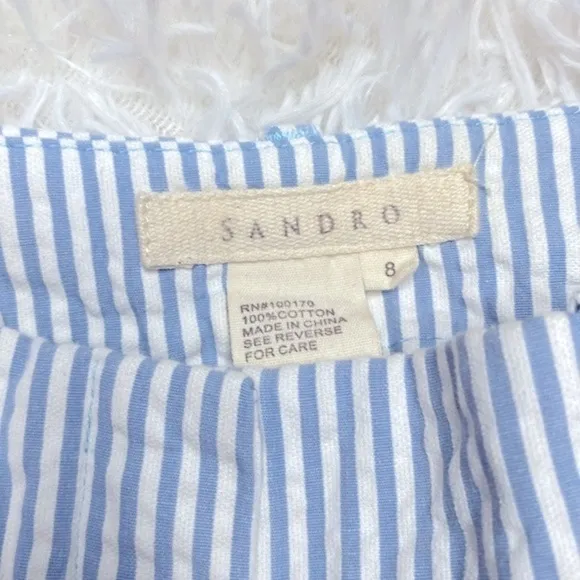 SANDRO
8
RN#100170
100%COTTON
MADE IN CHINA
SEE REVERSE
FOR CARE